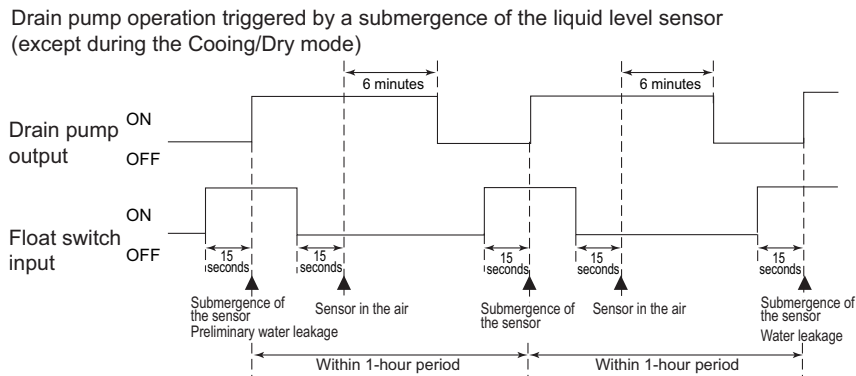 Drain pump operation triggered by a submergence of the liquid level sensor
(except during the Cooing/Dry mode)
6 minutes
6 minutes
Drain pump
output
ON
OFF
Float switch
input
ON
OFF
15
seconds
15
seconds
15
seconds
15
seconds
15
seconds
Submergence of
the sensor
Preliminary water leakage
Sensor in the air
Submergence of
the sensor
Sensor in the air
Submergence of
the sensor
Water leakage
Within 1-hour period
Within 1-hour period